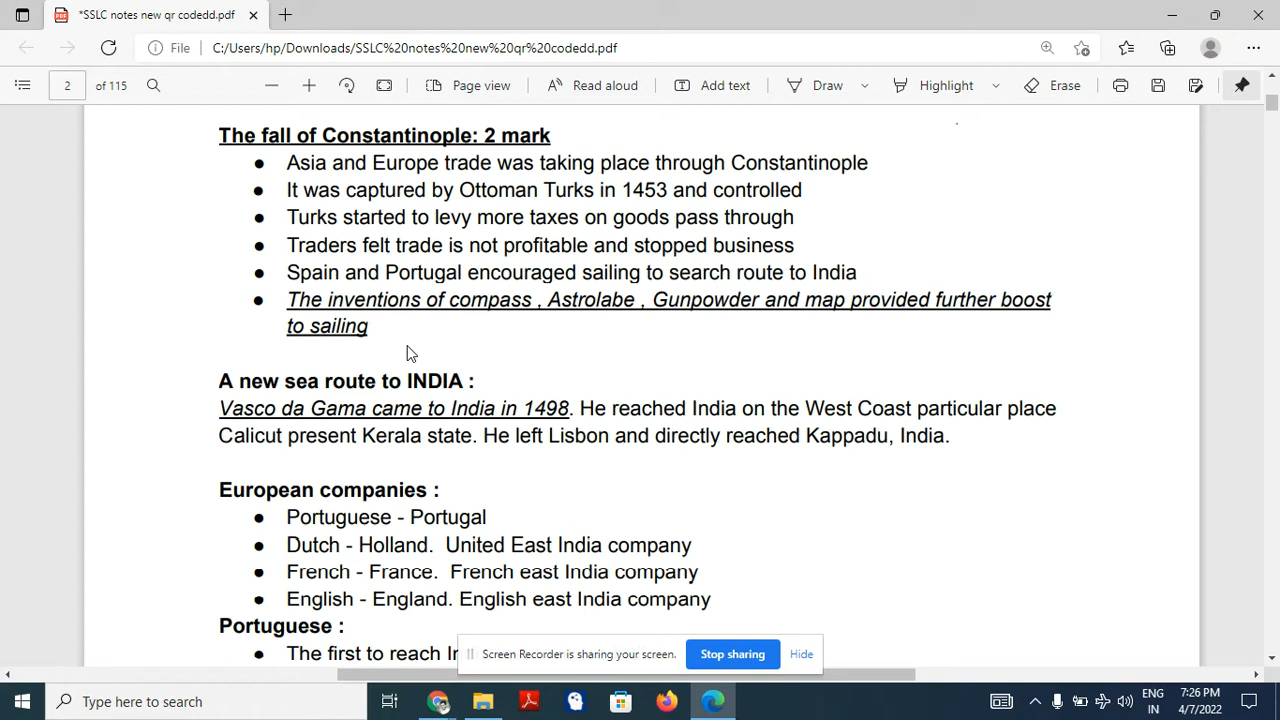 *SSLC notes new qr codedd.pdf
File C:/Users/hp/Downloads/SSLC%20notes%20new%20qr%20codedd.pdf
2 of 115 Page view Read aloud Add text Draw Highlight Erase
The fall of Constantinople: 2 mark
● Asia and Europe trade was taking place through Constantinople
● It was captured by Ottoman Turks in 1453 and controlled
● Turks started to levy more taxes on goods pass through
● Traders felt trade is not profitable and stopped business
● Spain and Portugal encouraged sailing to search route to India
● The inventions of compass , Astrolabe , Gunpowder and map provided further boost
to sailing
A new sea route to INDIA :
Vasco da Gama came to India in 1498. He reached India on the West Coast particular place
Calicut present Kerala state. He left Lisbon and directly reached Kappadu, India.
European companies :
● Portuguese - Portugal
● Dutch - Holland. United East India company
● French - France. French east India company
● English - England. English east India company
Portuguese :
● The first to reach In
Screen Recorder is sharing your screen. Stop sharing Hide
Type here to search
ENG
IN
7:26 PM
4/7/2022